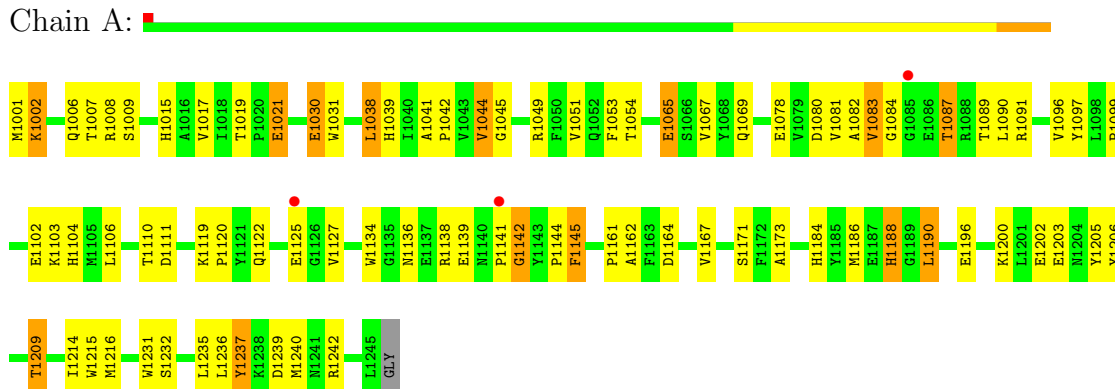 Chain A:
M1001 K1002 Q1006 T1007 R1008 S1009 H1015 A1016 V1017 I1018 T1019 P1020 E1021 E1030 W1031 L1038 H1039 I1040 A1041 P1042 V1043 V1044 G1045 R1049 F1050 V1051 Q1052 F1053 T1054 E1065 S1066 V1067 Y1068 Q1069 E1078 V1079 D1080 V1081 A1082 V1083 G1084 G1085 E1086 T1087 R1088 T1089 L1090 R1091 V1096 Y1097 L1098
E1102 K1103 H1104 M1105 L1106 T1110 D1111 K1119 P1120 Y1121 Q1122 E1125 G1126 V1127 W1134 G1135 N1136 E1137 R1138 E1139 N1140 P1141 G1142 Y1143 P1144 F1145 P1161 A1162 F1163 D1164 V1167 S1171 F1172 A1173 H1184 Y1185 M1186 E1187 H1188 G1189 L1190 E1196 K1200 L1201 E1202 E1203 N1204 Y1205
T1209 I1214 W1215 M1216 W1231 S1232 L1235 L1236 Y1237 K1238 D1239 M1240 N1241 R1242 L1245 GLY